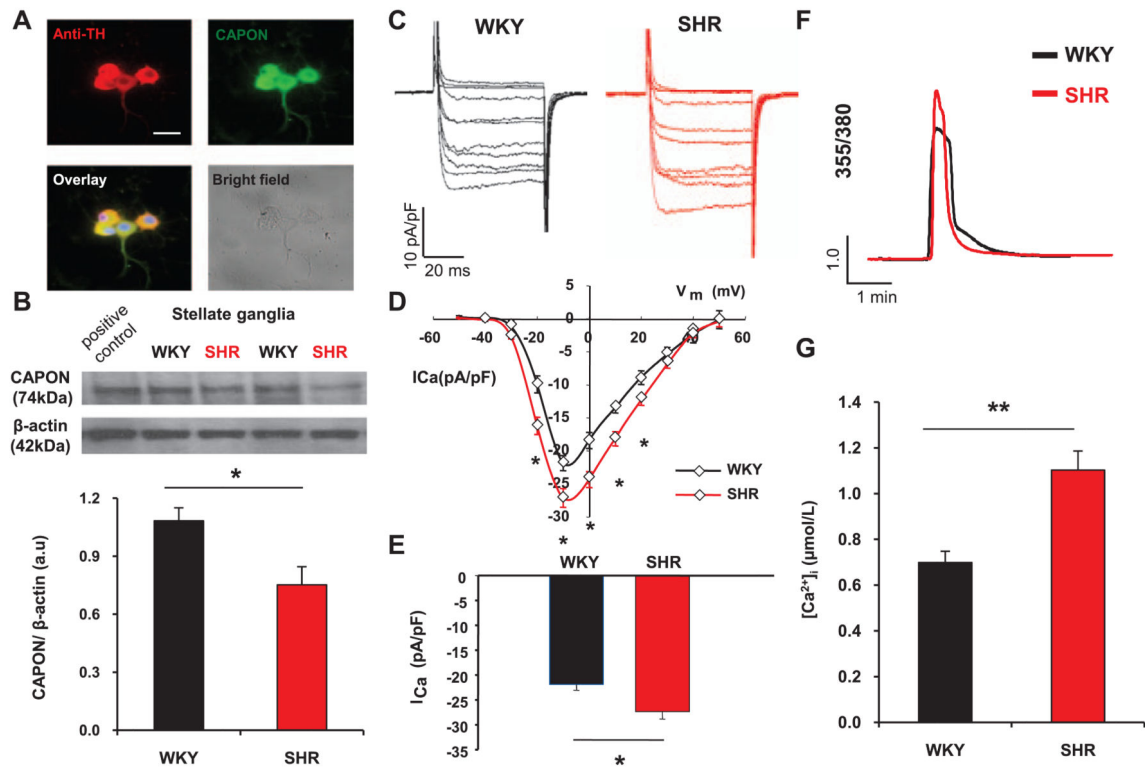 A
Anti-TH
CAPON
Overlay
Bright field
B
Stellate ganglia
positive
control
WKY SHR WKY SHR
CAPON
(74kDa)
β-actin
(42kDa)
*
1.2
0.9
0.6
0.3
0.0
CAPON/ β-actin (a.u)
WKY SHR
C
WKY SHR
10 pA/pF
20 ms
D
Vm (mV)
-60 -40 -20 0 20 40 60
5
0
-5
-10
-15
-20
-25
-30
ICa(pA/pF)
* * * * *
WKY
SHR
E
WKY SHR
0
-5
-10
-15
-20
-25
-30
-35
ICa (pA/pF)
*
F
WKY
SHR
355/380
1.0
1 min
G
**
1.4
1.2
1.0
0.8
0.6
0.4
0.2
0.0
[Ca²⁺]i (μmol/L)
WKY SHR